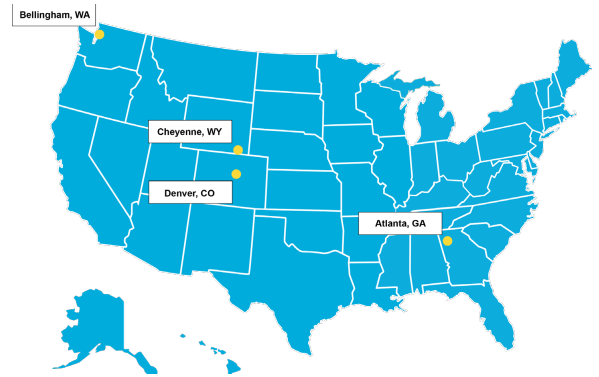 Bellingham, WA
Cheyenne, WY
Denver, CO
Atlanta, GA